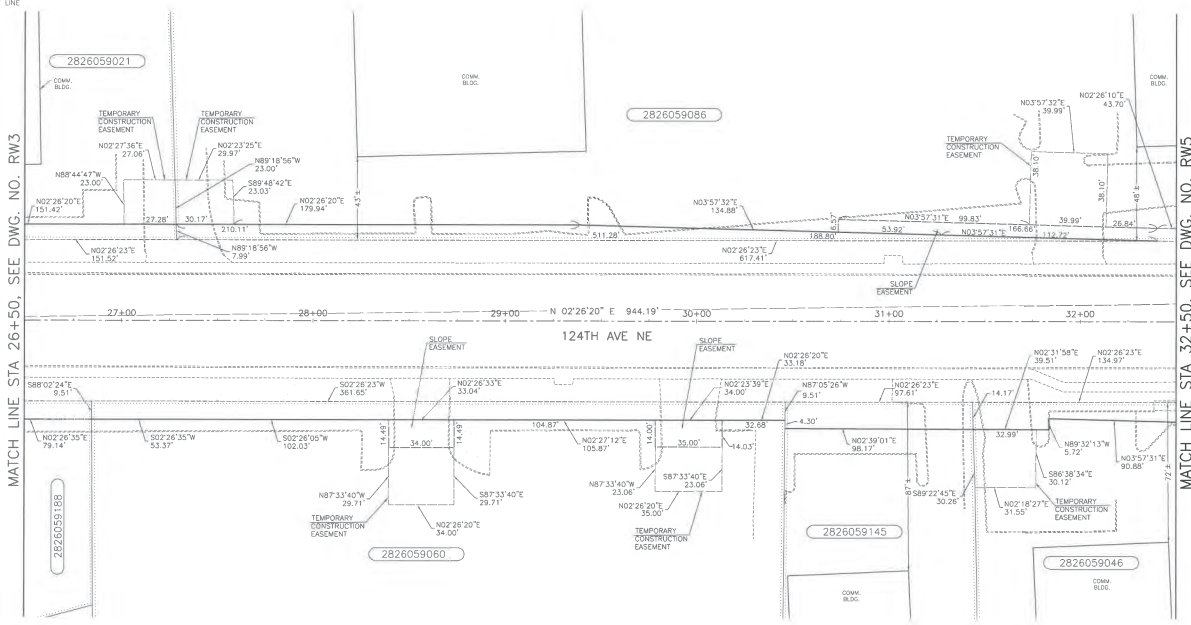 LINE
2826059021
COMM.
BLDG.
TEMPORARY
CONSTRUCTION
EASEMENT
TEMPORARY
CONSTRUCTION
EASEMENT
N02°27'36"E
27.06'
N02°23'25"E
29.97'
N89°18'56"W
23.00'
N88°44'47"W
23.00'
S89°48'42"E
23.03'
N02°26'20"E
151.42'
27.28'
30.17'
210.11'
N02°26'20"E
179.94'
N02°26'23"E
151.52'
N89°18'56"W
7.99'
43'±
COMM.
BLDG.
2826059086
511.28'
N03°57'32"E
134.88'
188.80'
6.57'
N02°26'23"E
617.41'
53.92'
N03°57'31"E
99.83'
N03°57'31"E
166.66'
112.72'
39.99'
26.84'
SLOPE
EASEMENT
TEMPORARY
CONSTRUCTION
EASEMENT
N03°57'32"E
39.99'
38.10'
38.10'
48'±
N02°26'10"E
43.70'
COMM.
BLDG.
MATCH LINE STA 26+50, SEE DWG. NO. RW3
MATCH LINE STA 32+50, SEE DWG. NO. RW5
27+00
28+00
29+00
N 02°26'20" E 944.19'
30+00
31+00
32+00
124TH AVE NE
S88°02'24"E
9.51'
S02°26'23"W
361.65'
SLOPE
EASEMENT
N02°26'33"E
33.04'
SLOPE
EASEMENT
N02°23'39"E
34.00'
N02°26'20"E
33.18'
N87°05'26"W
9.51'
N02°26'23"E
97.61'
14.17'
N02°31'58"E
39.51'
N02°26'23"E
134.97'
N02°26'35"E
79.14'
S02°26'35"W
53.37'
S02°26'05"W
102.03'
14.49'
34.00'
14.49'
104.87'
N02°27'12"E
105.87'
14.00'
35.00'
32.68'
14.03'
4.30'
N02°39'01"E
98.17'
32.99'
N89°32'13"W
5.72'
N03°57'31"E
90.88'
N87°33'40"W
29.71'
S87°33'40"E
29.71'
N02°26'20"E
34.00'
TEMPORARY
CONSTRUCTION
EASEMENT
N87°33'40"W
23.06'
S87°33'40"E
23.06'
N02°26'20"E
35.00'
TEMPORARY
CONSTRUCTION
EASEMENT
87'±
S89°22'45"E
30.26'
S86°38'34"E
30.12'
N02°18'27"E
31.55'
TEMPORARY
CONSTRUCTION
EASEMENT
72'±
2826059188
2826059060
2826059145
2826059046
COMM.
BLDG.
COMM.
BLDG.